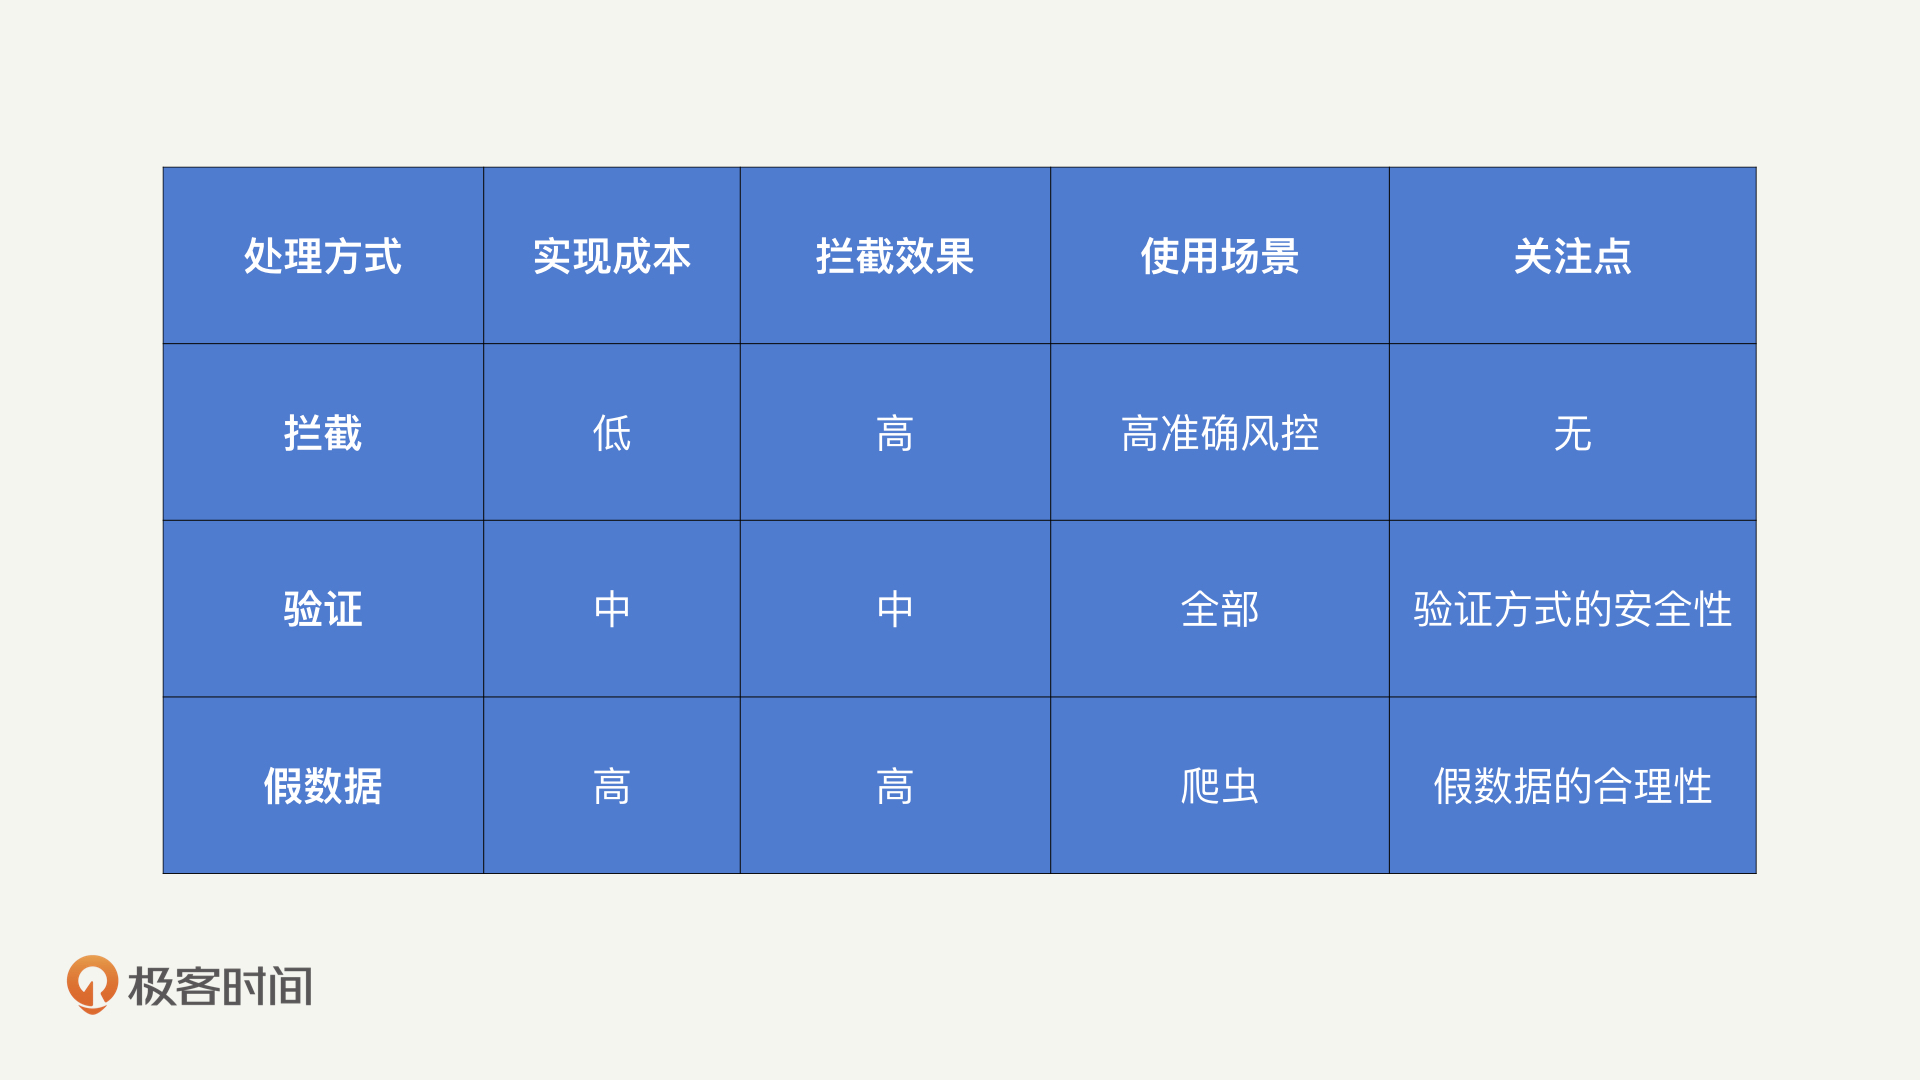 处理方式 实现成本 拦截效果 使用场景 关注点
拦截 低 高 高准确风控 无
验证 中 中 全部 验证方式的安全性
假数据 高 高 爬虫 假数据的合理性
极客时间